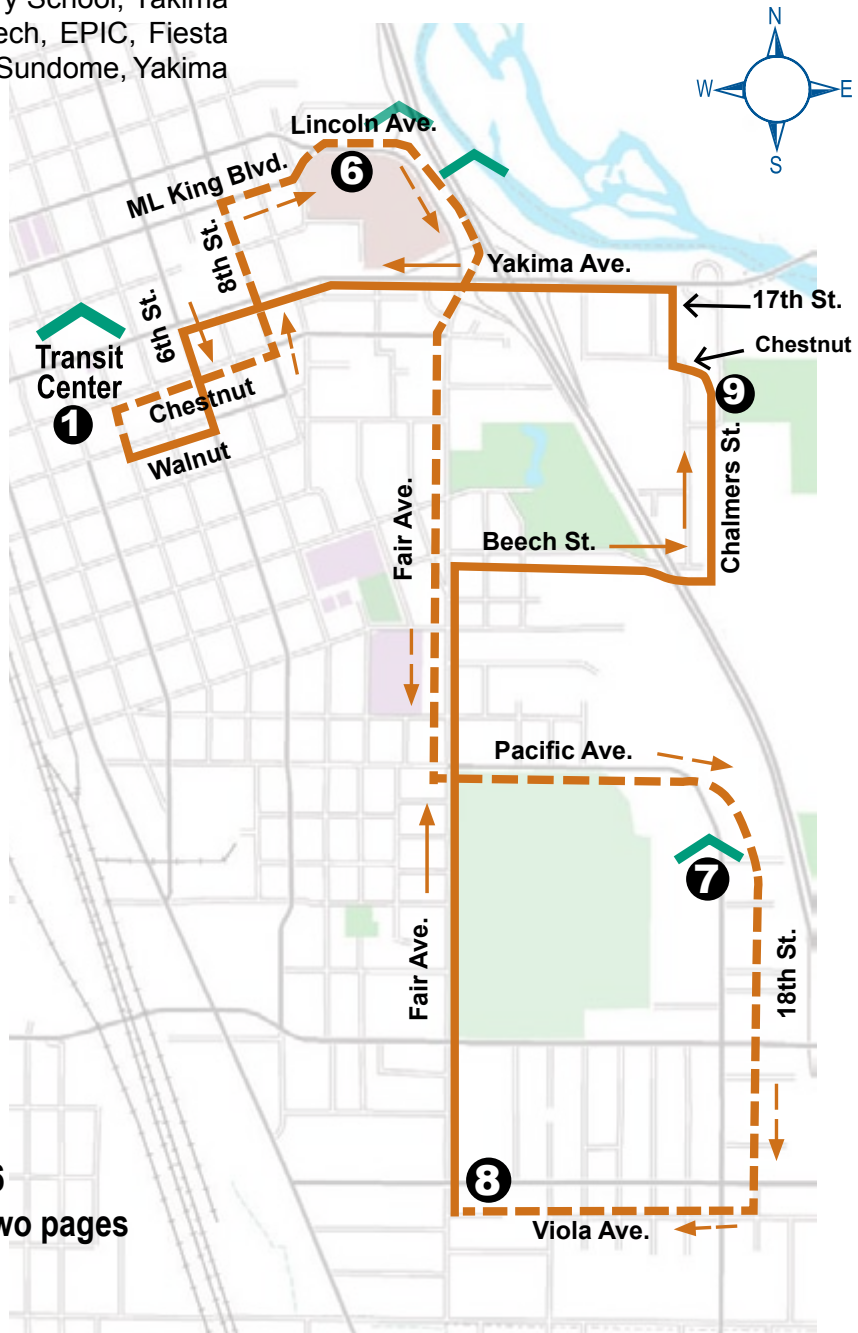 y School, Yakima
ech, EPIC, Fiesta
Sundome, Yakima
N
W
E
S
Lincoln Ave.
ML King Blvd.
6
8th St.
6th St.
Yakima Ave.
17th St.
Chestnut
Transit
Center
1
Chestnut
Walnut
9
Chalmers St.
Fair Ave.
Beech St.
Pacific Ave.
7
Fair Ave.
18th St.
8
wo pages
Viola Ave.